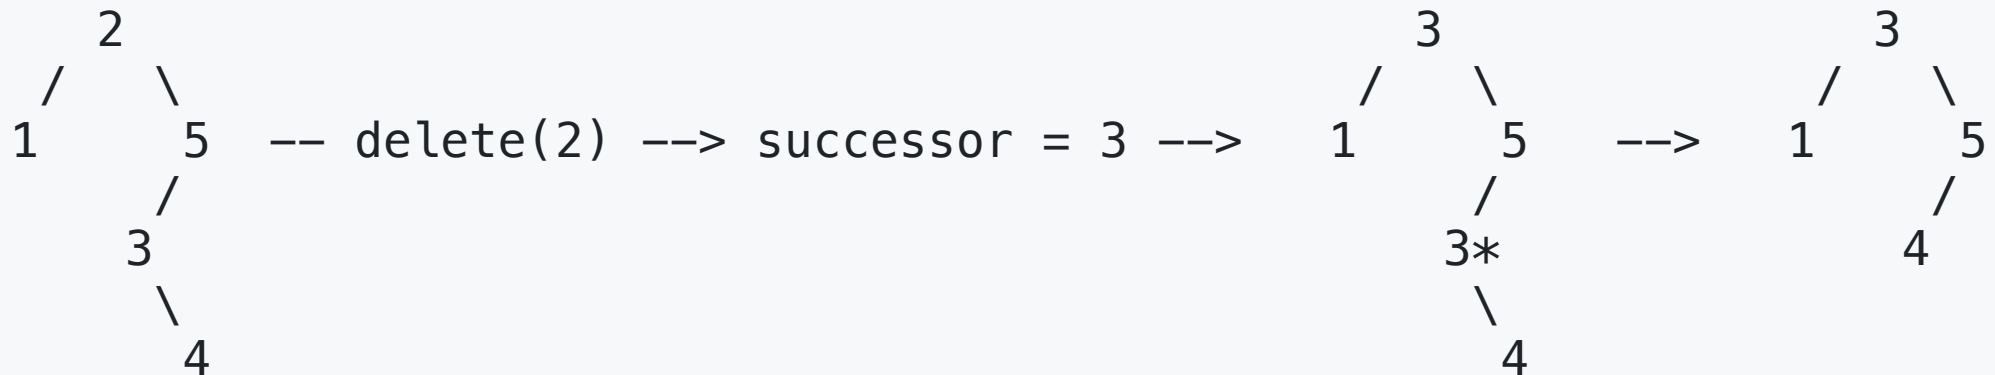 2                                             3               3
  /   \                                         /   \           /   \
 1     5  -- delete(2) --> successor = 3 -->   1     5   -->   1     5
      /                                             /               /
     3                                             3*              4
      \                                             \
       4                                             4